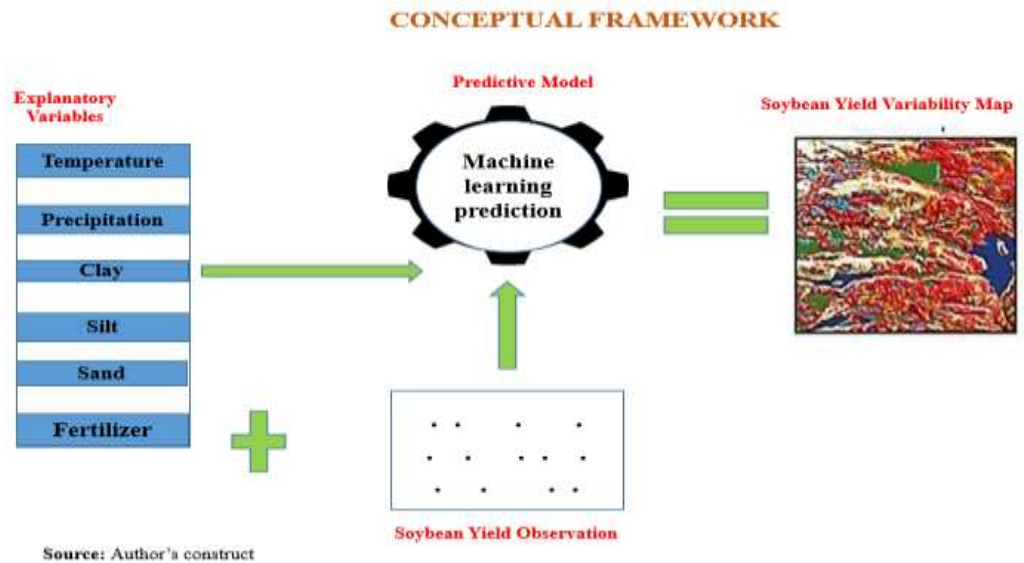 CONCEPTUAL FRAMEWORK
Explanatory
Variables
Temperature
Precipitation
Clay
Silt
Sand
Fertilizer
Predictive Model
Machine
learning
prediction
Soybean Yield Variability Map
Soybean Yield Observation
Source: Author's construct